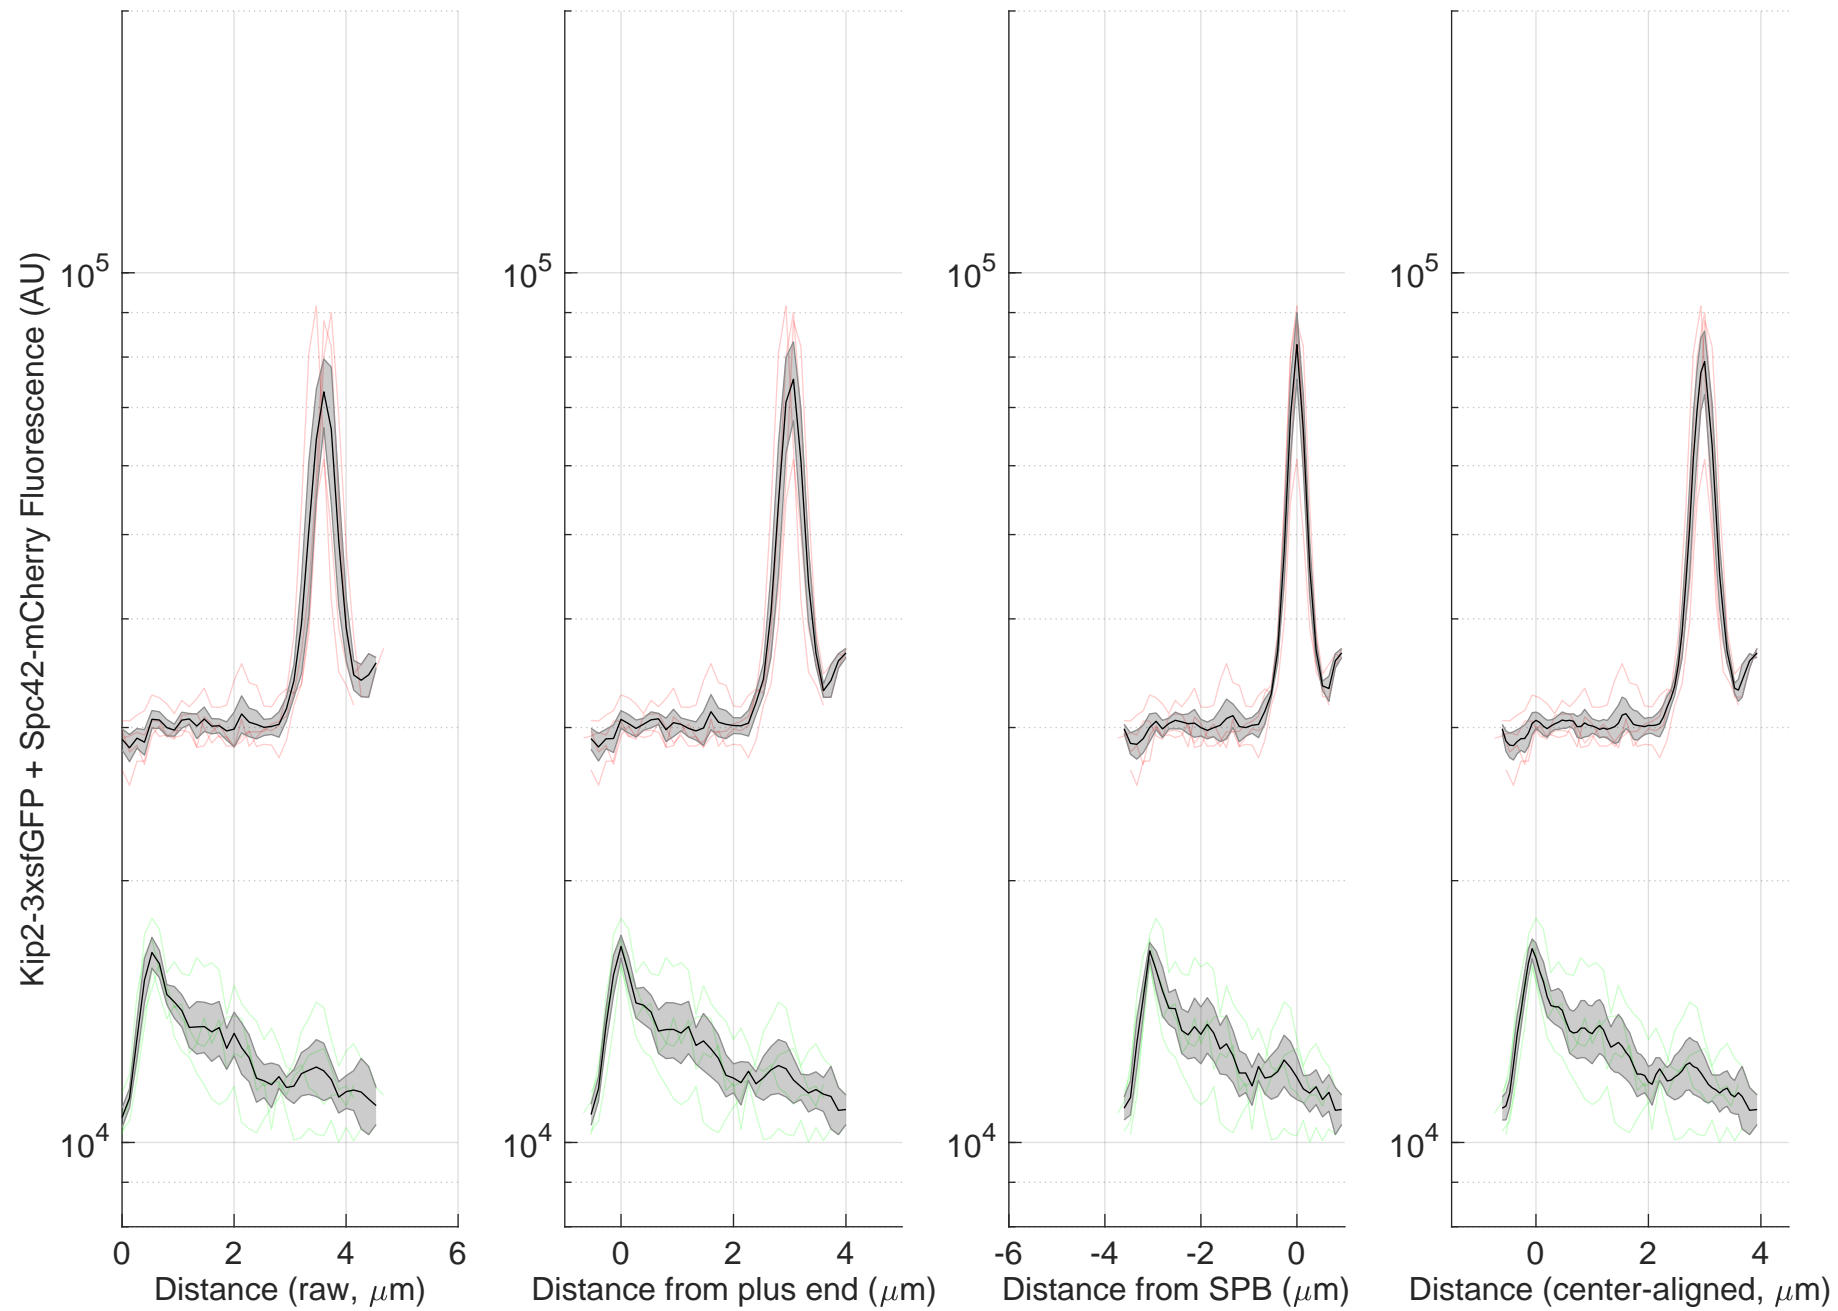 Kip2-3xsfGFP + Spc42-mCherry Fluorescence (AU)
10^5
10^4
0 2 4 6
Distance (raw, μm)
10^5
10^4
0 2 4
Distance from plus end (μm)
10^5
10^4
-6 -4 -2 0
Distance from SPB (μm)
10^5
10^4
0 2 4
Distance (center-aligned, μm)